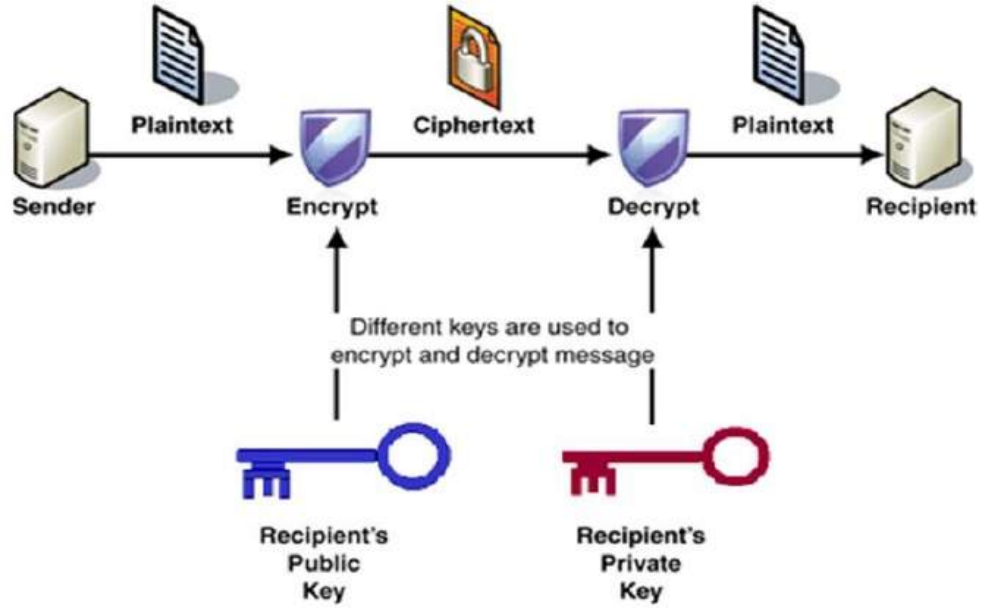 Plaintext
Ciphertext
Plaintext
Sender
Encrypt
Decrypt
Recipient
Different keys are used to
encrypt and decrypt message
Recipient's
Public
Key
Recipient's
Private
Key